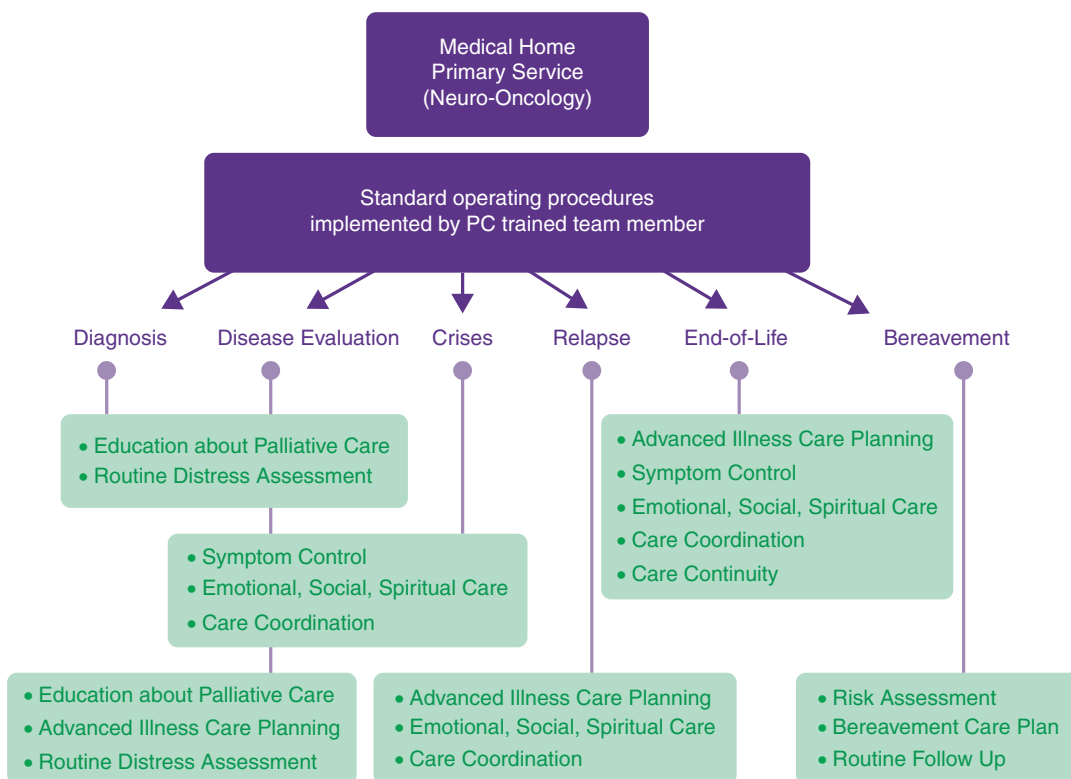 Medical Home
Primary Service
(Neuro-Oncology)
Standard operating procedures
implemented by PC trained team member
Diagnosis
Disease Evaluation
Crises
Relapse
End-of-Life
Bereavement
• Education about Palliative Care
• Routine Distress Assessment
• Symptom Control
• Emotional, Social, Spiritual Care
• Care Coordination
• Education about Palliative Care
• Advanced Illness Care Planning
• Routine Distress Assessment
• Advanced Illness Care Planning
• Emotional, Social, Spiritual Care
• Care Coordination
• Advanced Illness Care Planning
• Symptom Control
• Emotional, Social, Spiritual Care
• Care Coordination
• Care Continuity
• Risk Assessment
• Bereavement Care Plan
• Routine Follow Up